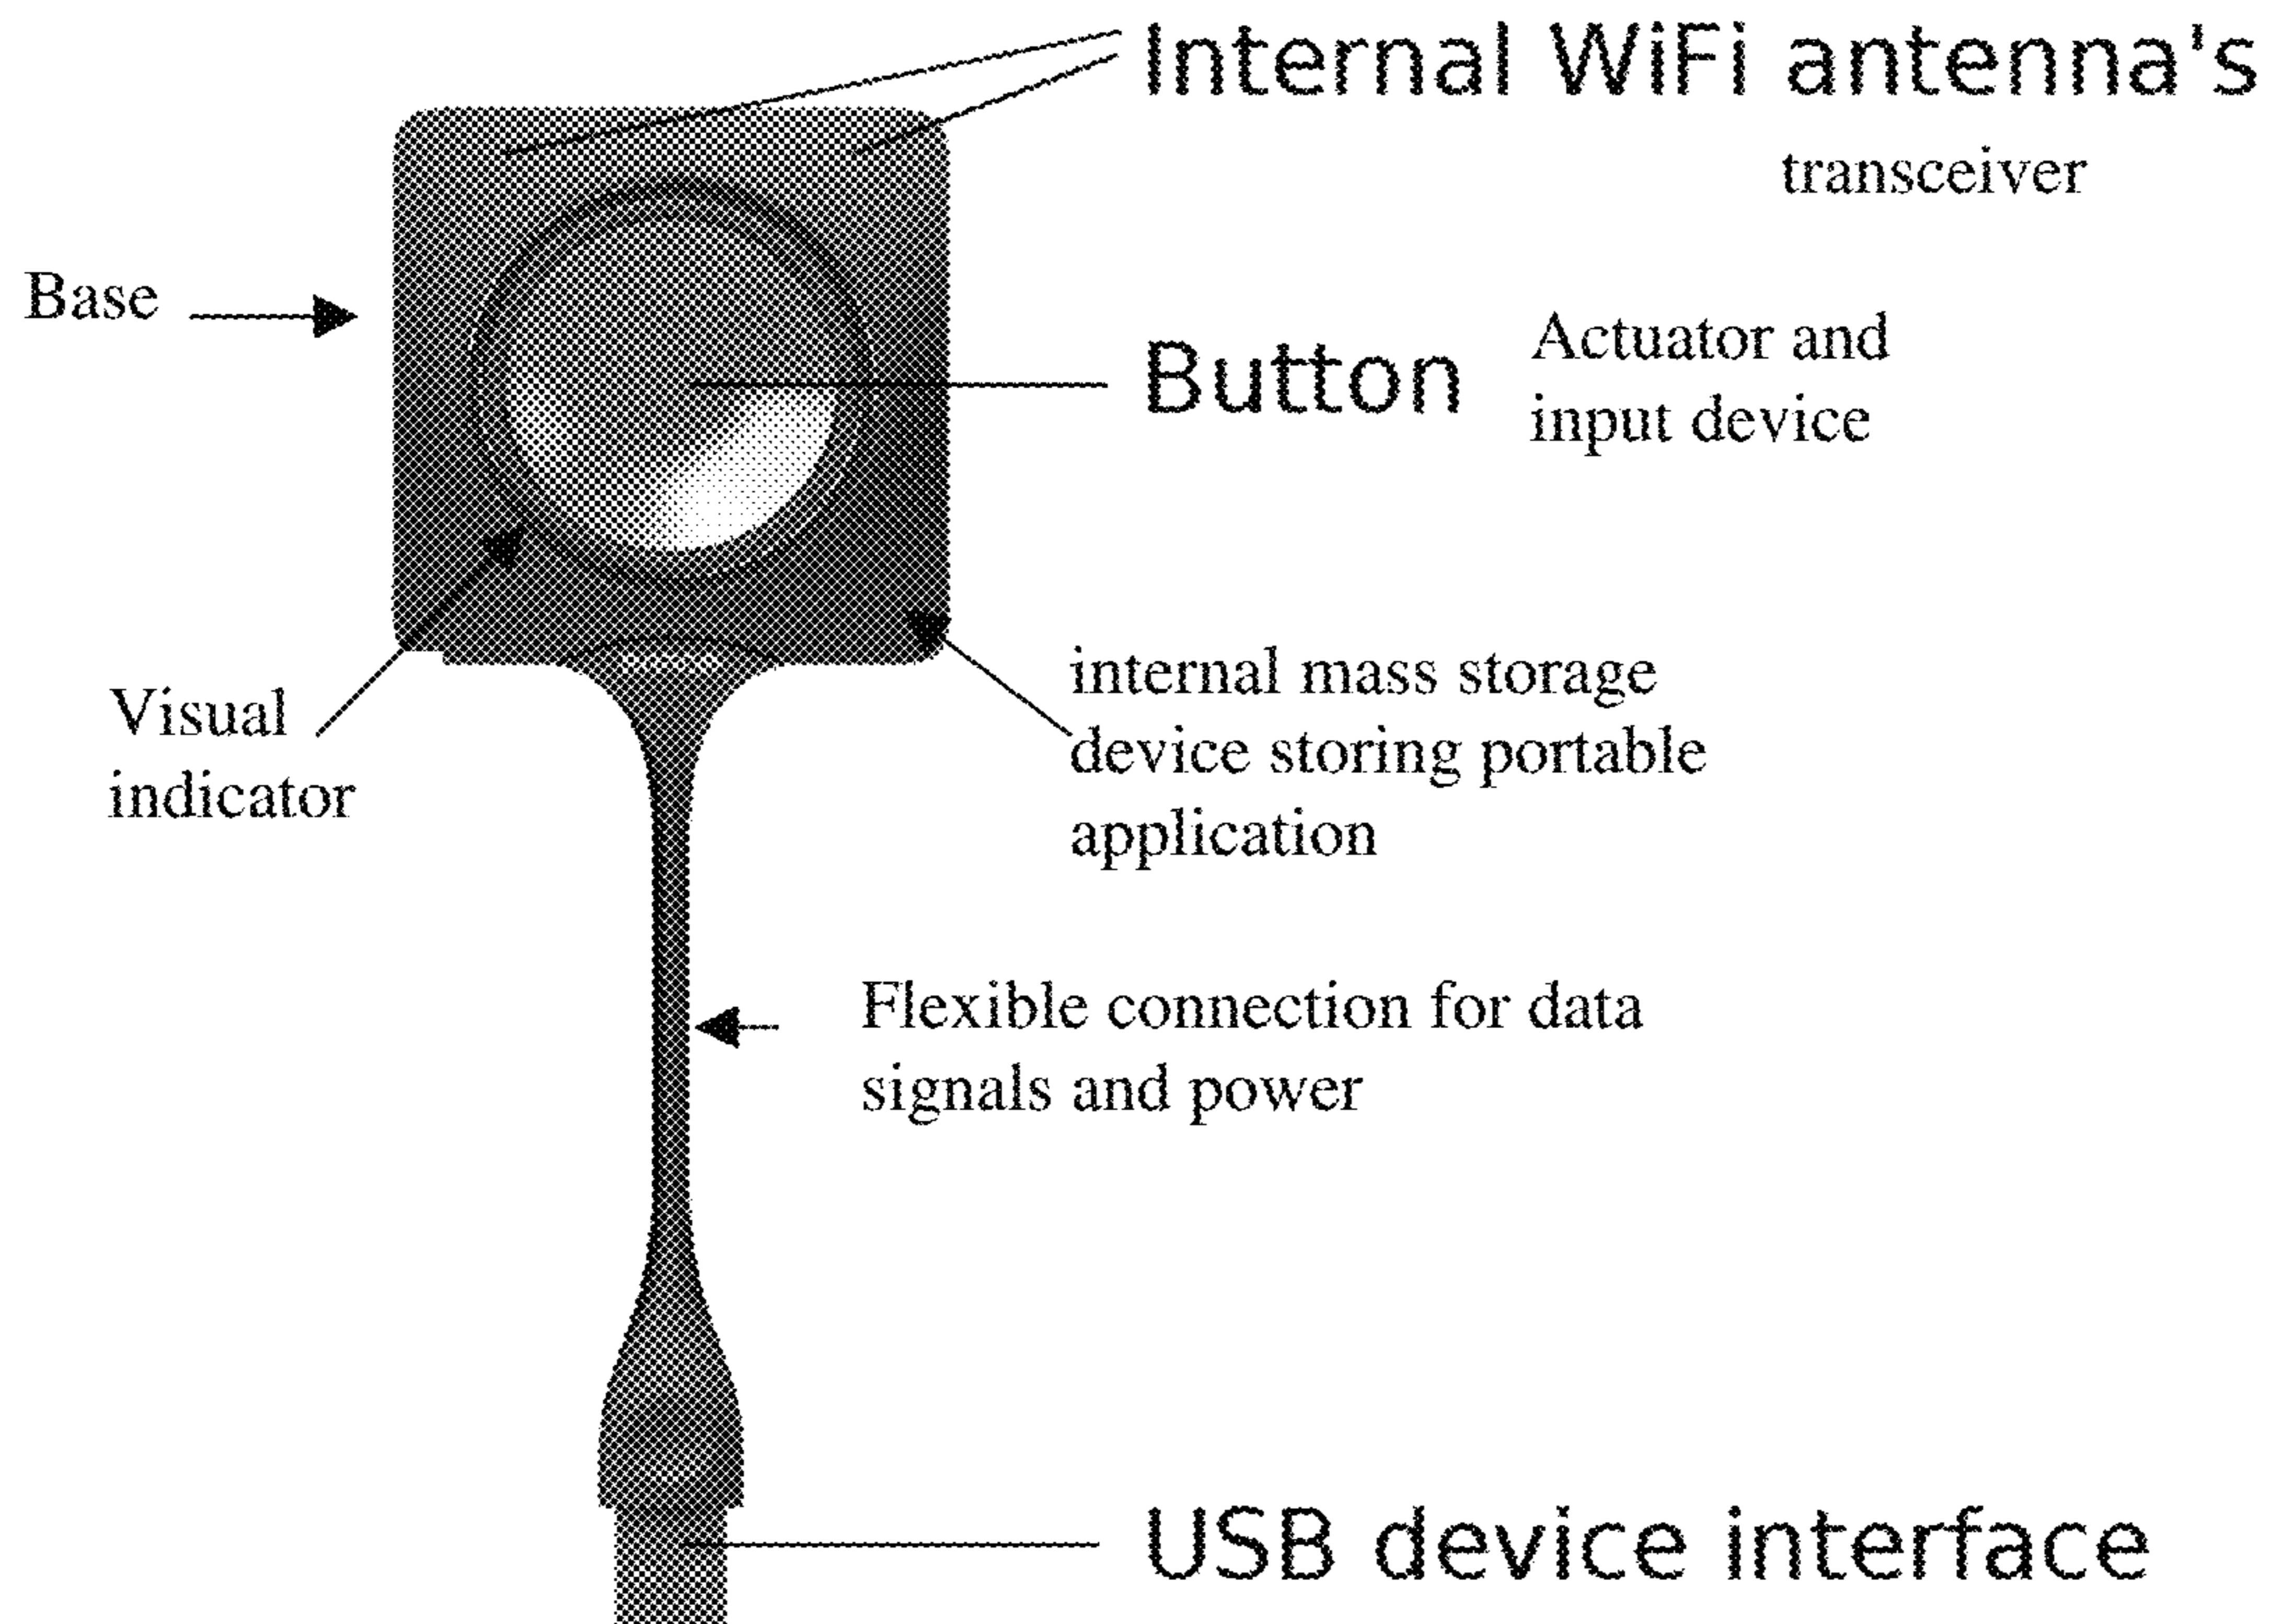 Internal WiFi antenna's
transceiver
Base
Button
Actuator and
input device
Visual
indicator
internal mass storage
device storing portable
application
Flexible connection for data
signals and power
USB device interface